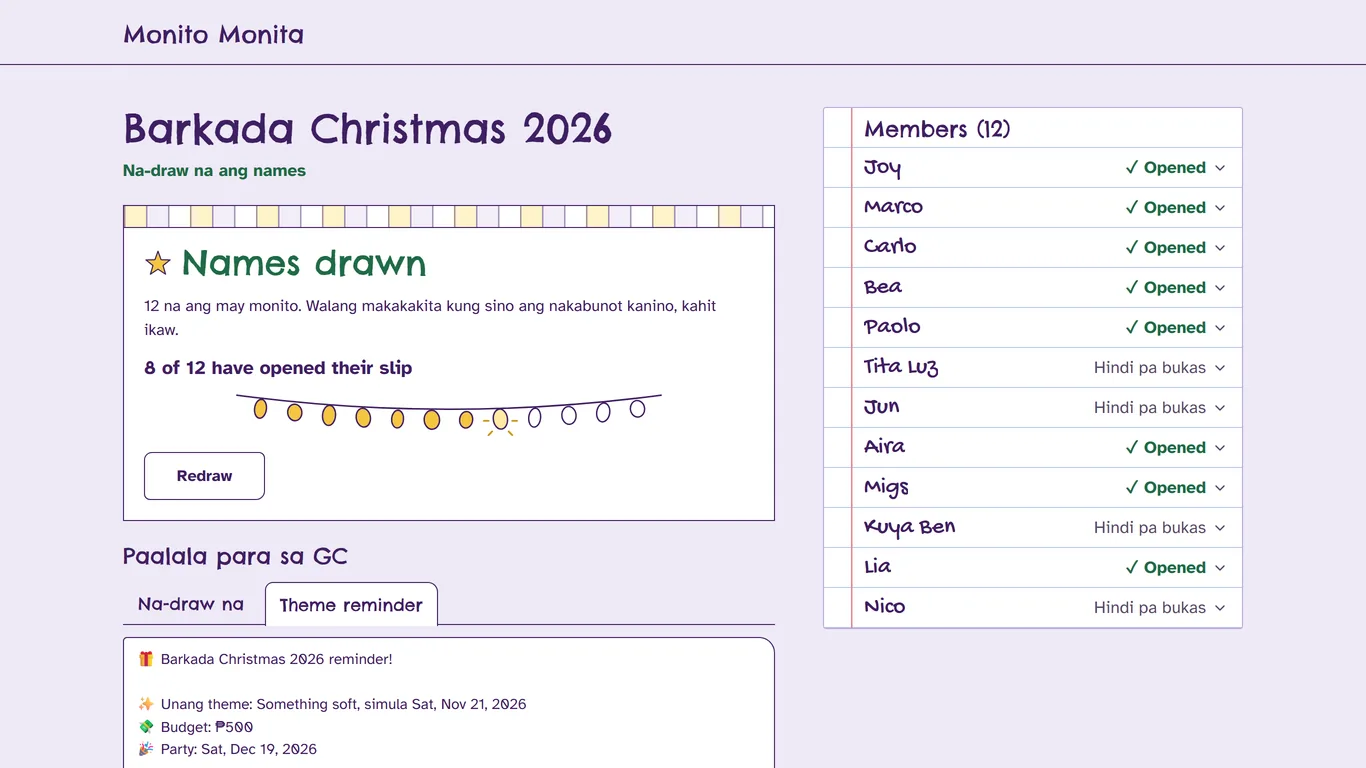 Monito Monita
Barkada Christmas 2026
Na-draw na ang names
Names drawn
12 na ang may monito. Walang makakakita kung sino ang nakabunot kanino, kahit
ikaw.
8 of 12 have opened their slip
Redraw
Paalala para sa GC
Na-draw na
Theme reminder
🎁 Barkada Christmas 2026 reminder!
✨ Unang theme: Something soft, simula Sat, Nov 21, 2026
💸 Budget: ₱500
🎉 Party: Sat, Dec 19, 2026
Members (12)
Joy ✓ Opened
Marco ✓ Opened
Carlo ✓ Opened
Bea ✓ Opened
Paolo ✓ Opened
Tita Luz Hindi pa bukas
Jun Hindi pa bukas
Aira ✓ Opened
Migs ✓ Opened
Kuya Ben Hindi pa bukas
Lia ✓ Opened
Nico Hindi pa bukas